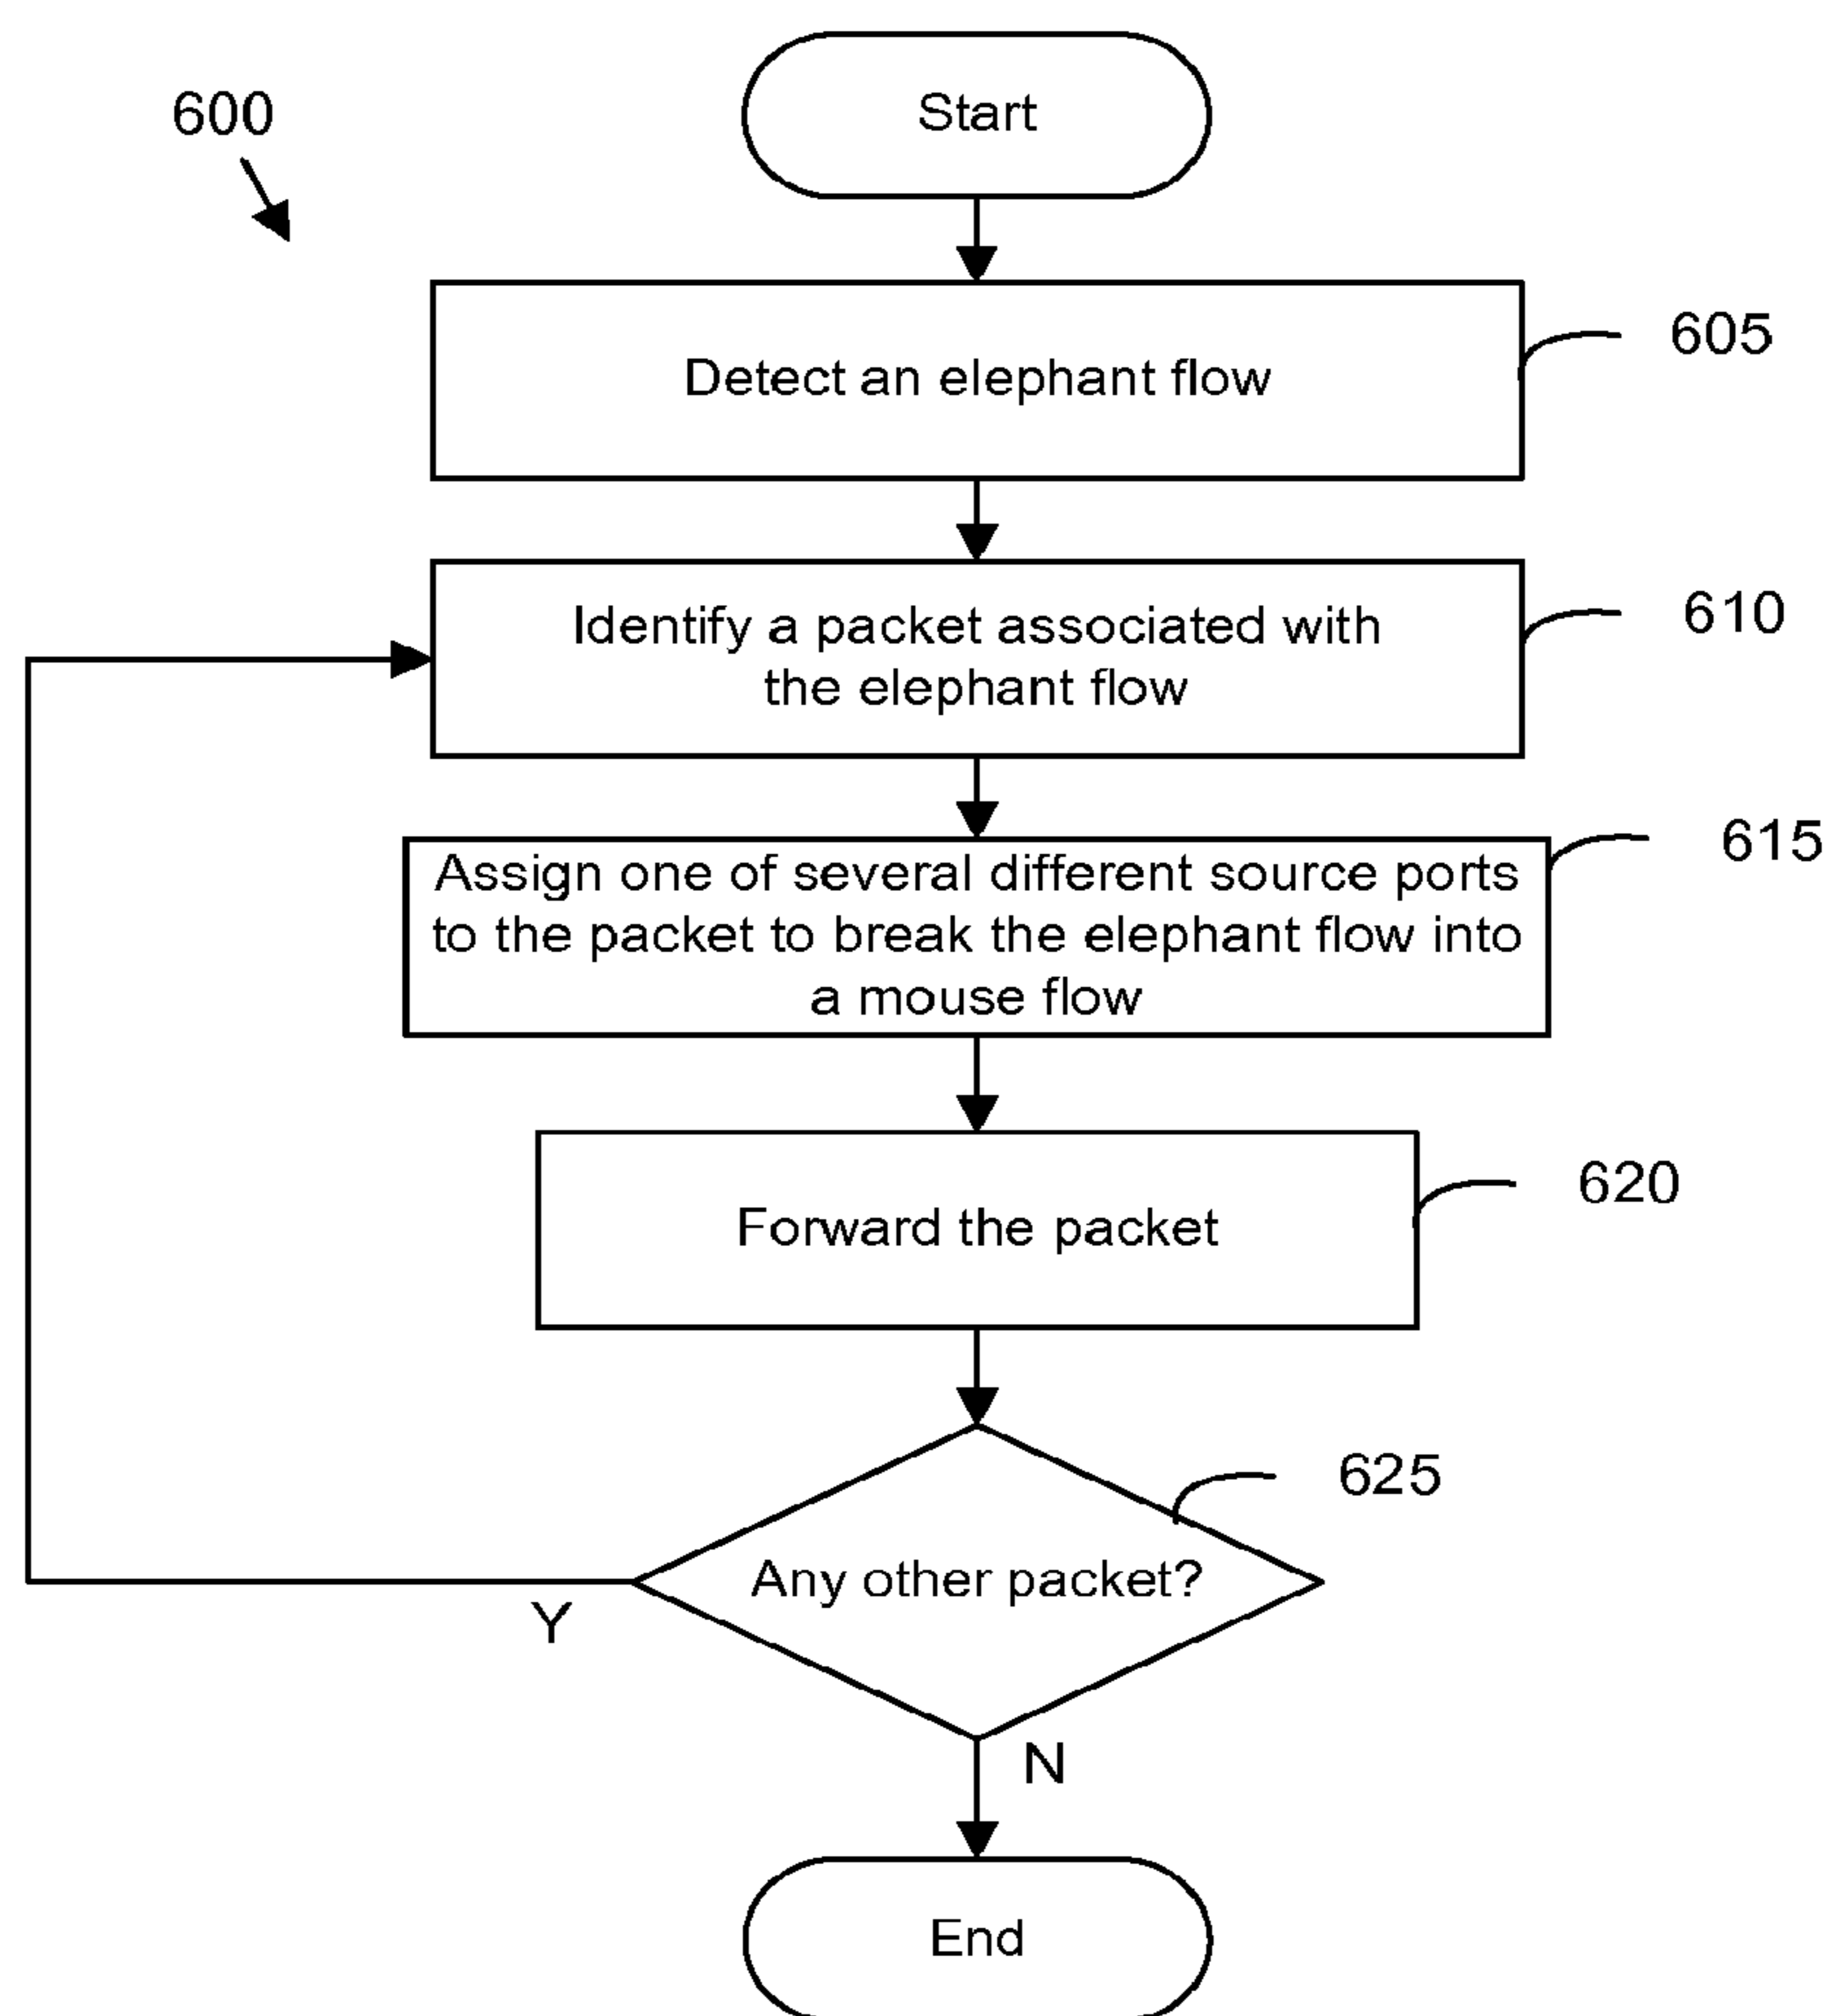 600
Start
605
Detect an elephant flow
610
Identify a packet associated with
the elephant flow
615
Assign one of several different source ports
to the packet to break the elephant flow into
a mouse flow
620
Forward the packet
625
Any other packet?
Y
N
End